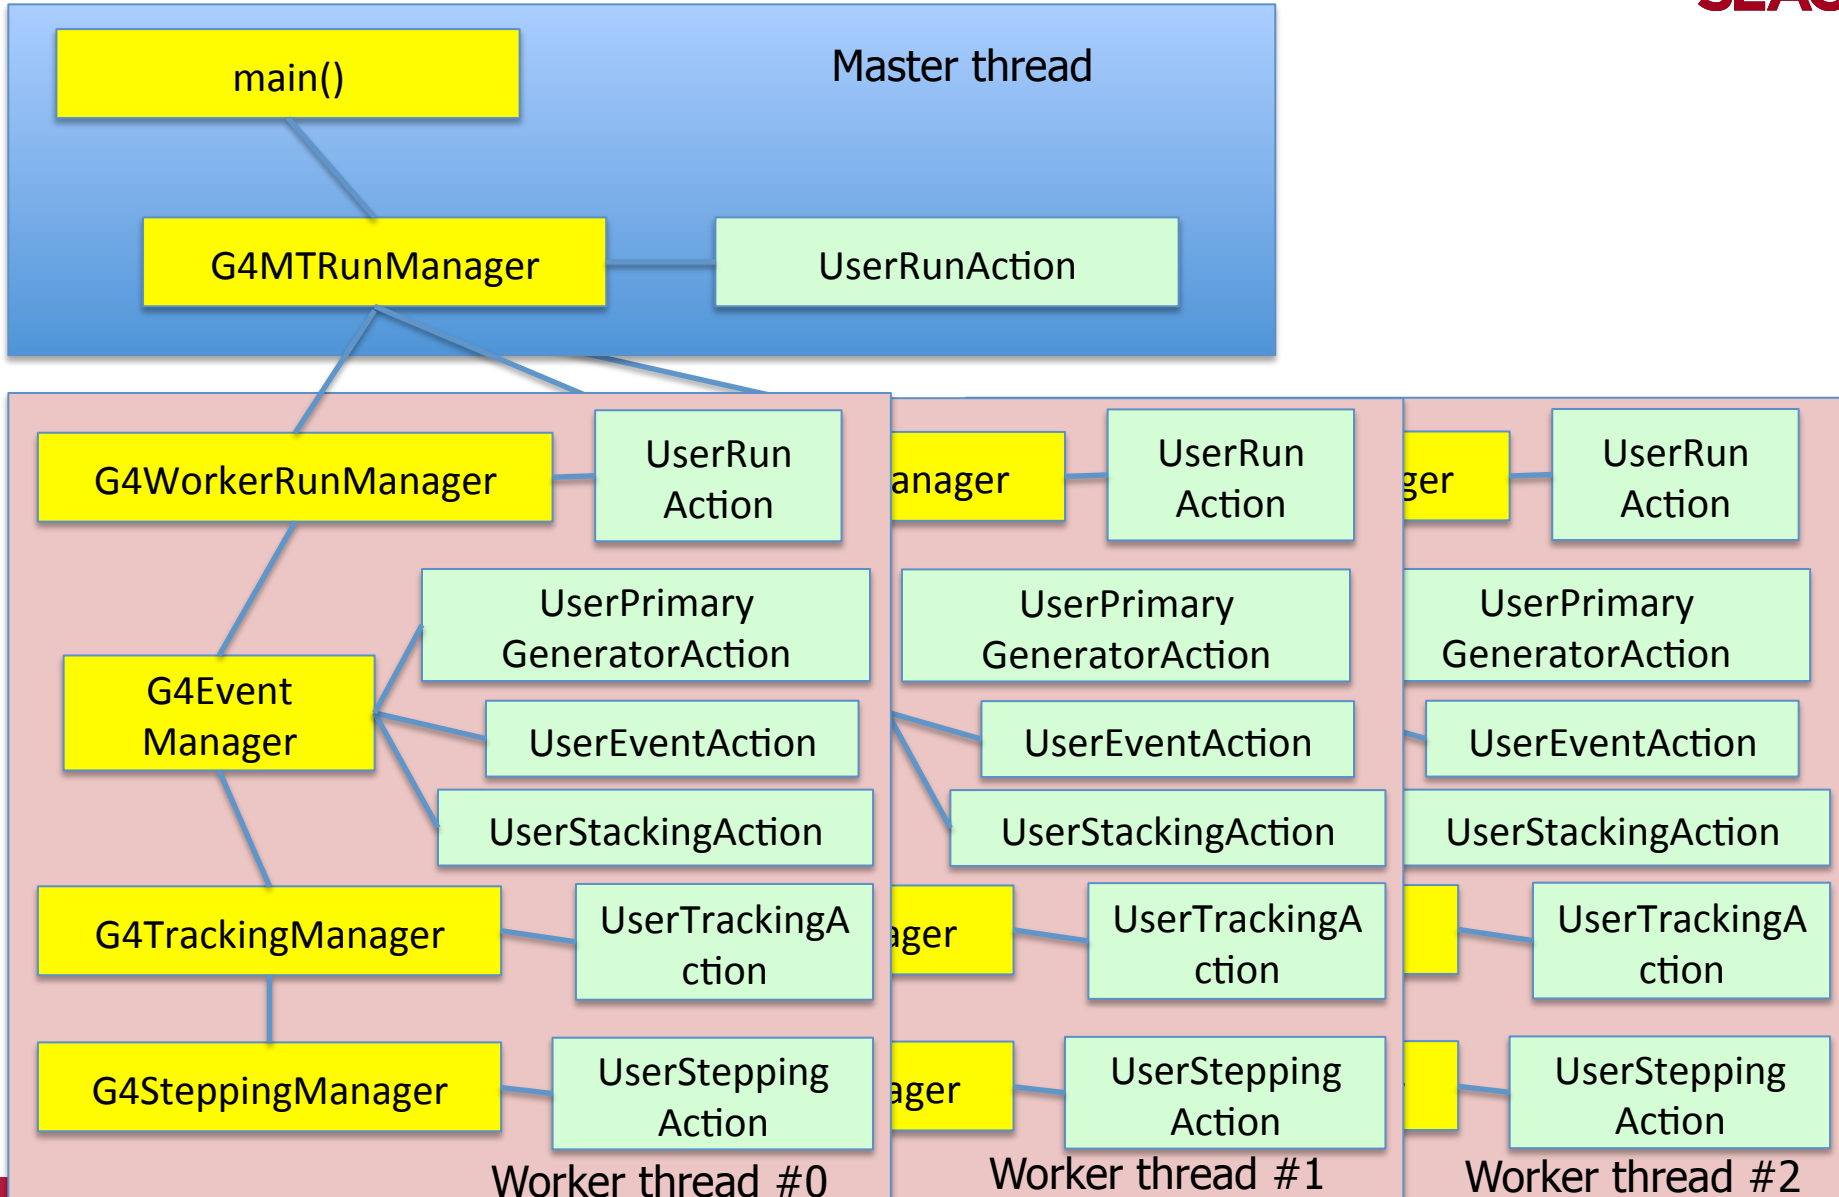 SLAC
main()
Master thread
G4MTRunManager
UserRunAction
G4WorkerRunManager
UserRun
Action
anager
UserRun
Action
ger
UserRun
Action
UserPrimary
GeneratorAction
UserPrimary
GeneratorAction
UserPrimary
GeneratorAction
G4Event
Manager
UserEventAction
UserEventAction
UserEventAction
UserStackingAction
UserStackingAction
UserStackingAction
G4TrackingManager
UserTrackingA
ction
ager
UserTrackingA
ction
UserTrackingA
ction
G4SteppingManager
UserStepping
Action
ager
UserStepping
Action
UserStepping
Action
Worker thread #0
Worker thread #1
Worker thread #2